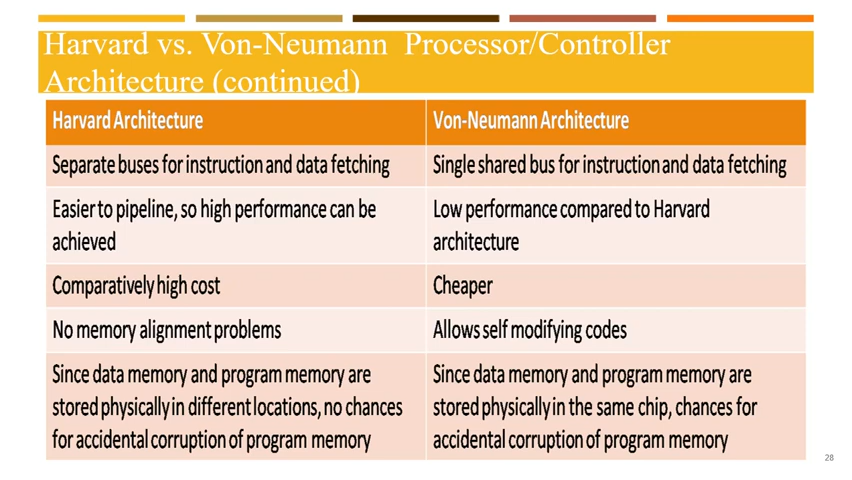 Harvard vs. Von-Neumann Processor/Controller
Architecture (continued)
Harvard Architecture
Von-Neumann Architecture
Separate buses for instruction and data fetching
Single shared bus for instruction and data fetching
Easier to pipeline, so high performance can be
achieved
Low performance compared to Harvard
architecture
Comparatively high cost
Cheaper
No memory alignment problems
Allows self modifying codes
Since data memory and program memory are
stored physically in different locations, no chances
for accidental corruption of program memory
Since data memory and program memory are
stored physically in the same chip, chances for
accidental corruption of program memory
28